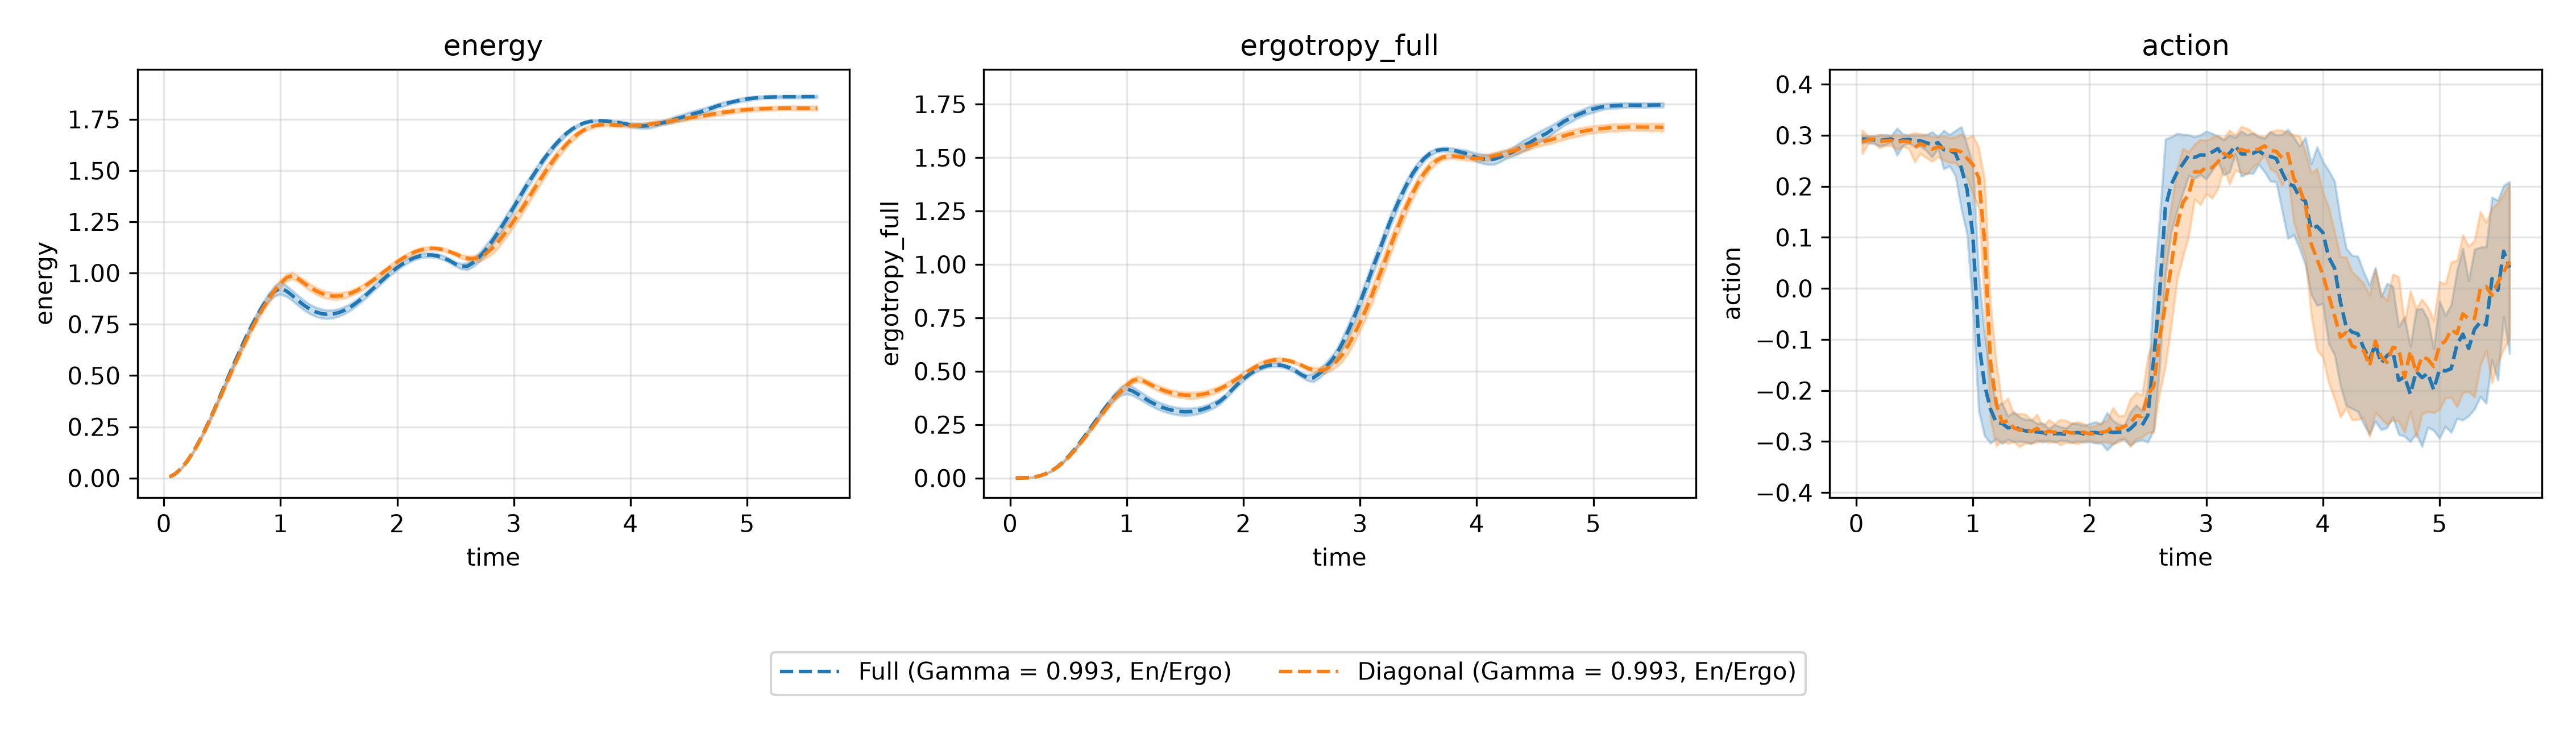 energy
energy
1.75
1.50
1.25
1.00
0.75
0.50
0.25
0.00
0 1 2 3 4 5
time
ergotropy_full
ergotropy_full
1.75
1.50
1.25
1.00
0.75
0.50
0.25
0.00
0 1 2 3 4 5
time
action
action
0.4
0.3
0.2
0.1
0.0
−0.1
−0.2
−0.3
−0.4
0 1 2 3 4 5
time
Full (Gamma = 0.993, En/Ergo) Diagonal (Gamma = 0.993, En/Ergo)